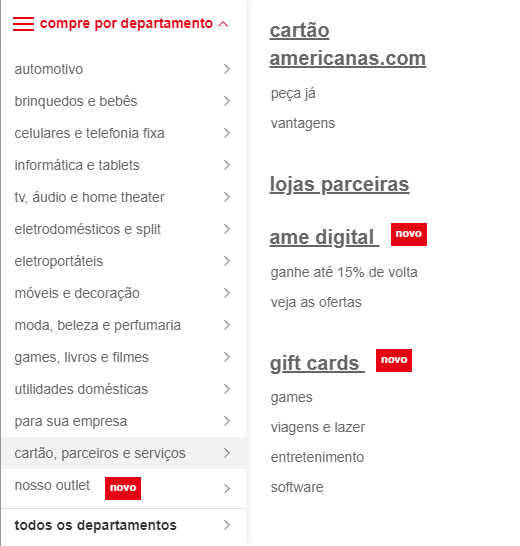 compre por departamento
automotivo
brinquedos e bebês
celulares e telefonia fixa
informática e tablets
tv, áudio e home theater
eletrodomésticos e split
eletroportáteis
móveis e decoração
moda, beleza e perfumaria
games, livros e filmes
utilidades domésticas
para sua empresa
cartão, parceiros e serviços
nosso outlet novo
todos os departamentos
cartão
americanas.com
peça já
vantagens
lojas parceiras
ame digital novo
ganhe até 15% de volta
veja as ofertas
gift cards novo
games
viagens e lazer
entretenimento
software